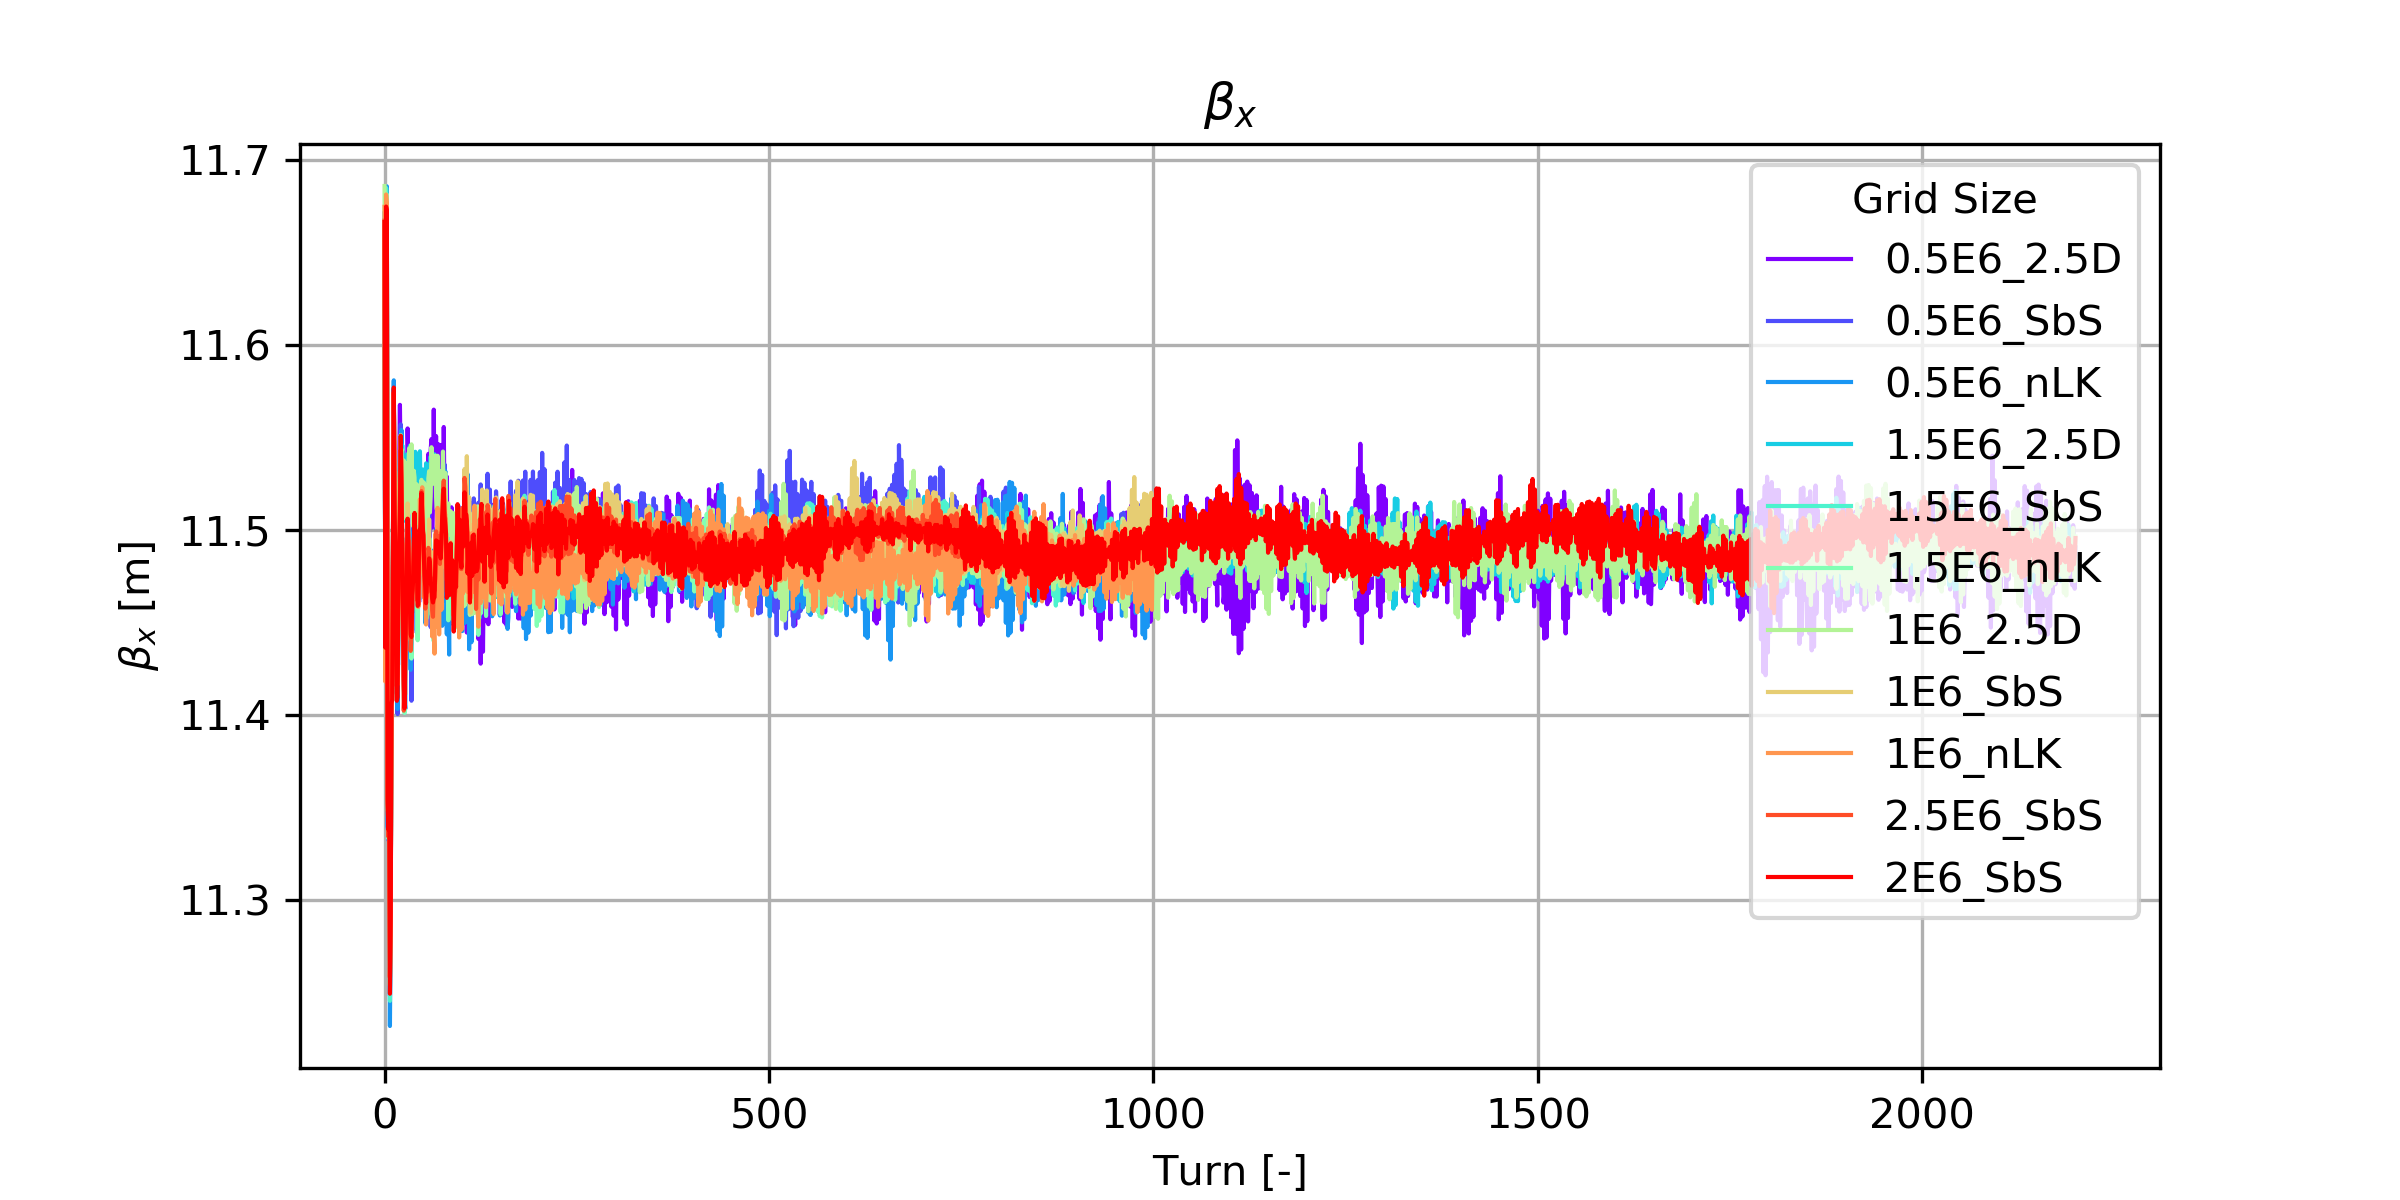 βx
11.7
11.6
11.5
11.4
11.3
βx [m]
0 500 1000 1500 2000
Turn [-]
Grid Size
0.5E6_2.5D
0.5E6_SbS
0.5E6_nLK
1.5E6_2.5D
1.5E6_SbS
1.5E6_nLK
1E6_2.5D
1E6_SbS
1E6_nLK
2.5E6_SbS
2E6_SbS